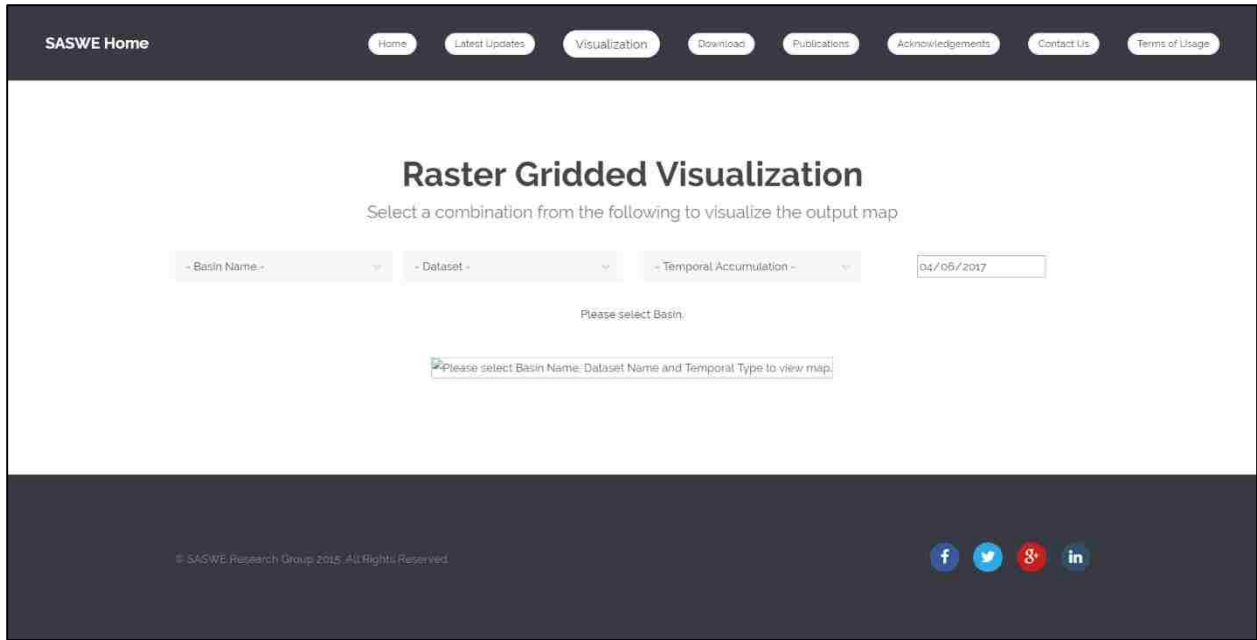 SASWE Home
Home
Latest Updates
Visualization
Download
Publications
Acknowledgements
Contact Us
Terms of Usage
Raster Gridded Visualization
Select a combination from the following to visualize the output map
- Basin Name -
- Dataset -
- Temporal Accumulation -
04/06/2017
Please select Basin.
Please select Basin Name, Dataset Name and Temporal Type to view map.
© SASWE Research Group 2015. All Rights Reserved.
f
8+
in